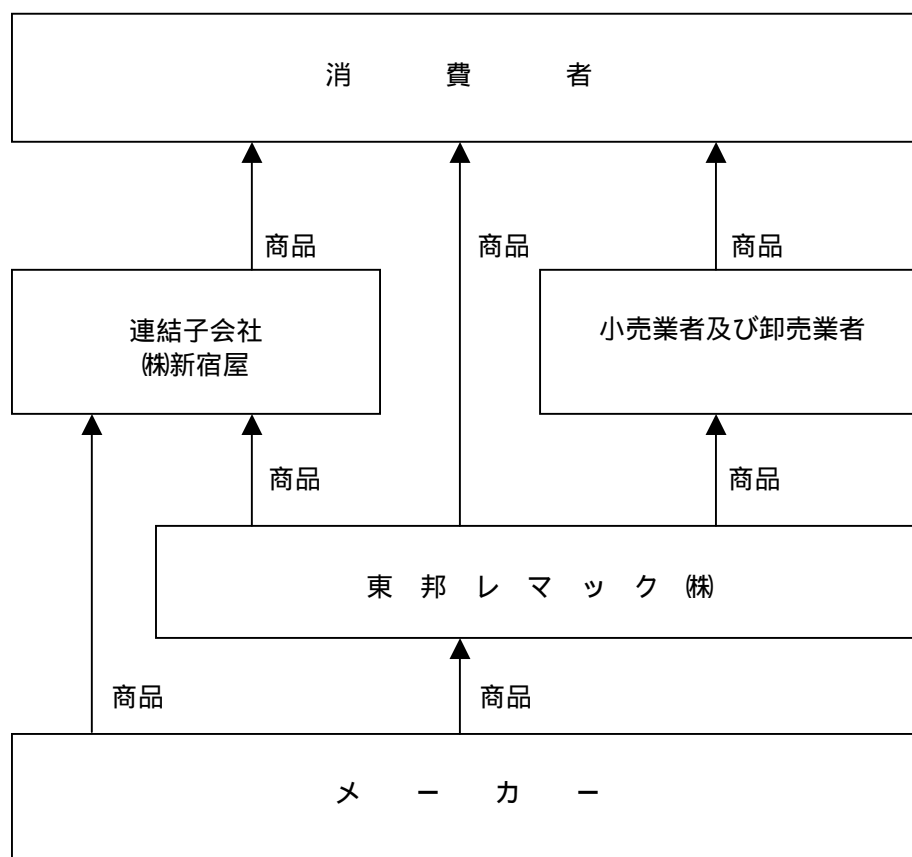 消費者
商品
商品
商品
連結子会社
㈱新宿屋
小売業者及び卸売業者
商品
商品
東邦レマック㈱
商品
商品
メーカー